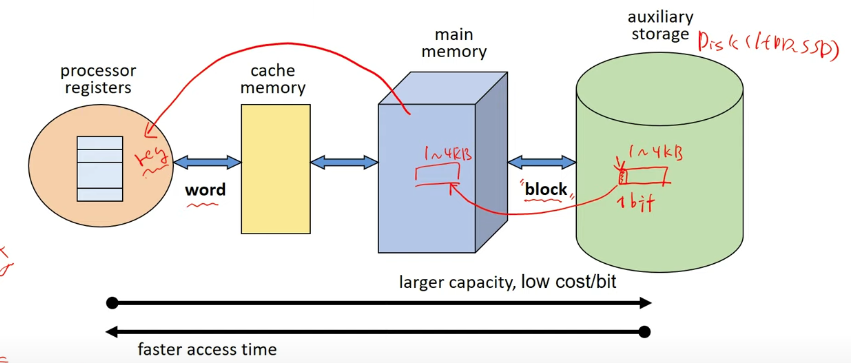 auxiliary
storage
Disk (HDD, SSD)
main
memory
processor
registers
cache
memory
key
1~4KB
1~4KB
word
"block"
1 bit
larger capacity, low cost/bit
faster access time